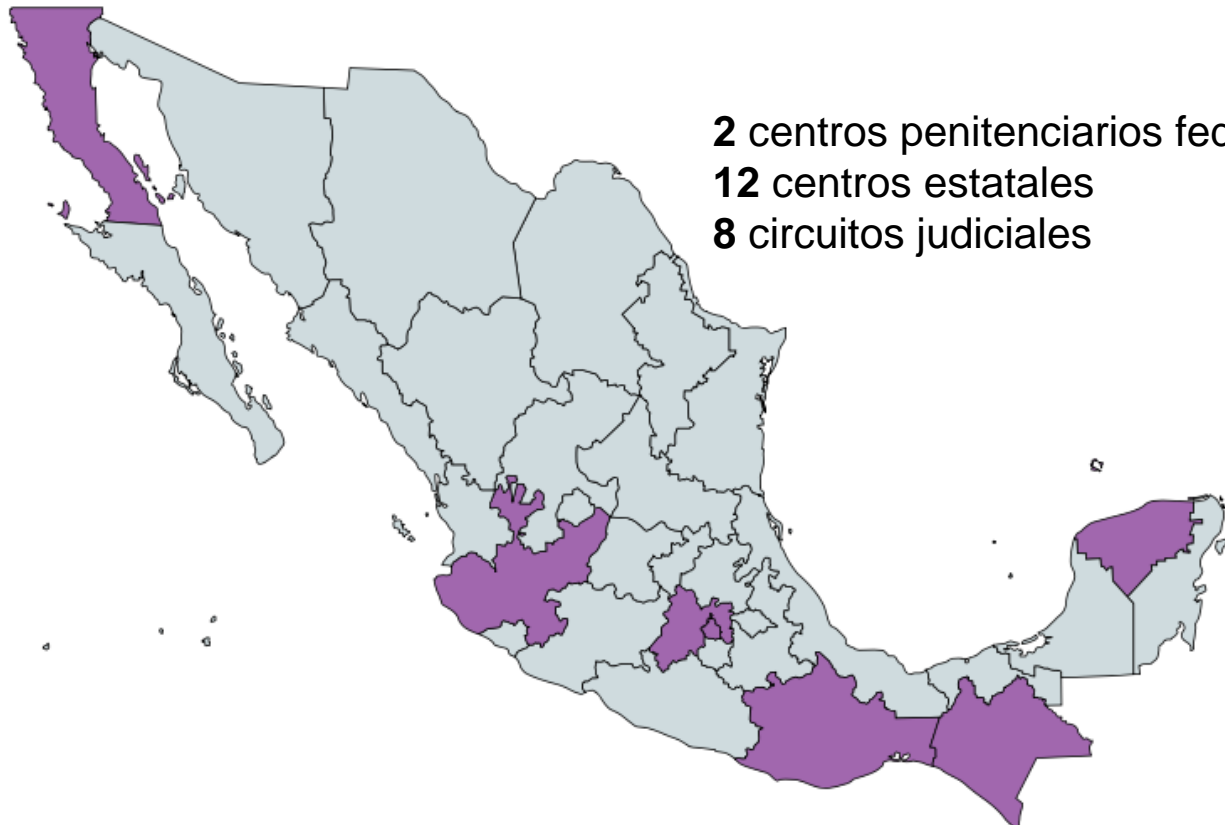 2 centros penitenciarios
12 centros estatales
8 circuitos judiciales